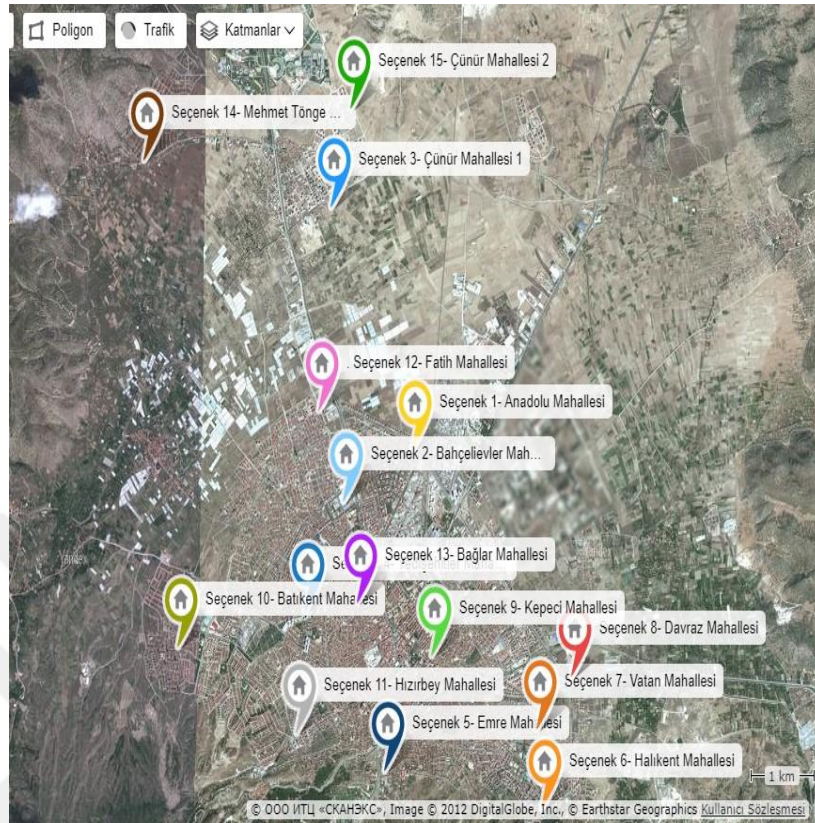 Poligon
Trafik
Katmanlar
Seçenek 15- Çünür Mahallesi 2
Seçenek 14- Mehmet Tönge ...
Seçenek 3- Çünür Mahallesi 1
. Seçenek 12- Fatih Mahallesi
Seçenek 1- Anadolu Mahallesi
Seçenek 2- Bahçelievler Mah...
Seçenek 13- Bağlar Mahallesi
Seçenek 10- Batıkent Mahallesi
Seçenek 9- Kepeci Mahallesi
Seçenek 8- Davraz Mahallesi
Seçenek 11- Hızırbey Mahallesi
Seçenek 7- Vatan Mahallesi
Seçenek 5- Emre Mahallesi
Seçenek 6- Halıkent Mahallesi
1 km
© ООО ИТЦ «СКАНЭКС», Image © 2012 DigitalGlobe, Inc., © Earthstar Geographics Kullanıcı Sözleşmesi